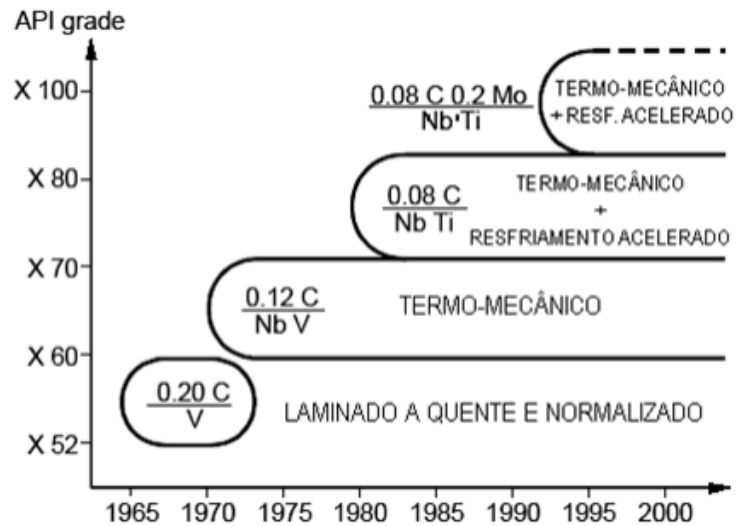 API grade
X 100
0.08 C 0.2 Mo
Nb Ti
TERMO-MECÂNICO
+ RESF. ACELERADO
X 80
0.08 C
Nb Ti
TERMO-MECÂNICO
+
RESFRIAMENTO ACELERADO
X 70
0.12 C
Nb V
TERMO-MECÂNICO
X 60
0.20 C
V
LAMINADO A QUENTE E NORMALIZADO
X 52
1965 1970 1975 1980 1985 1990 1995 2000